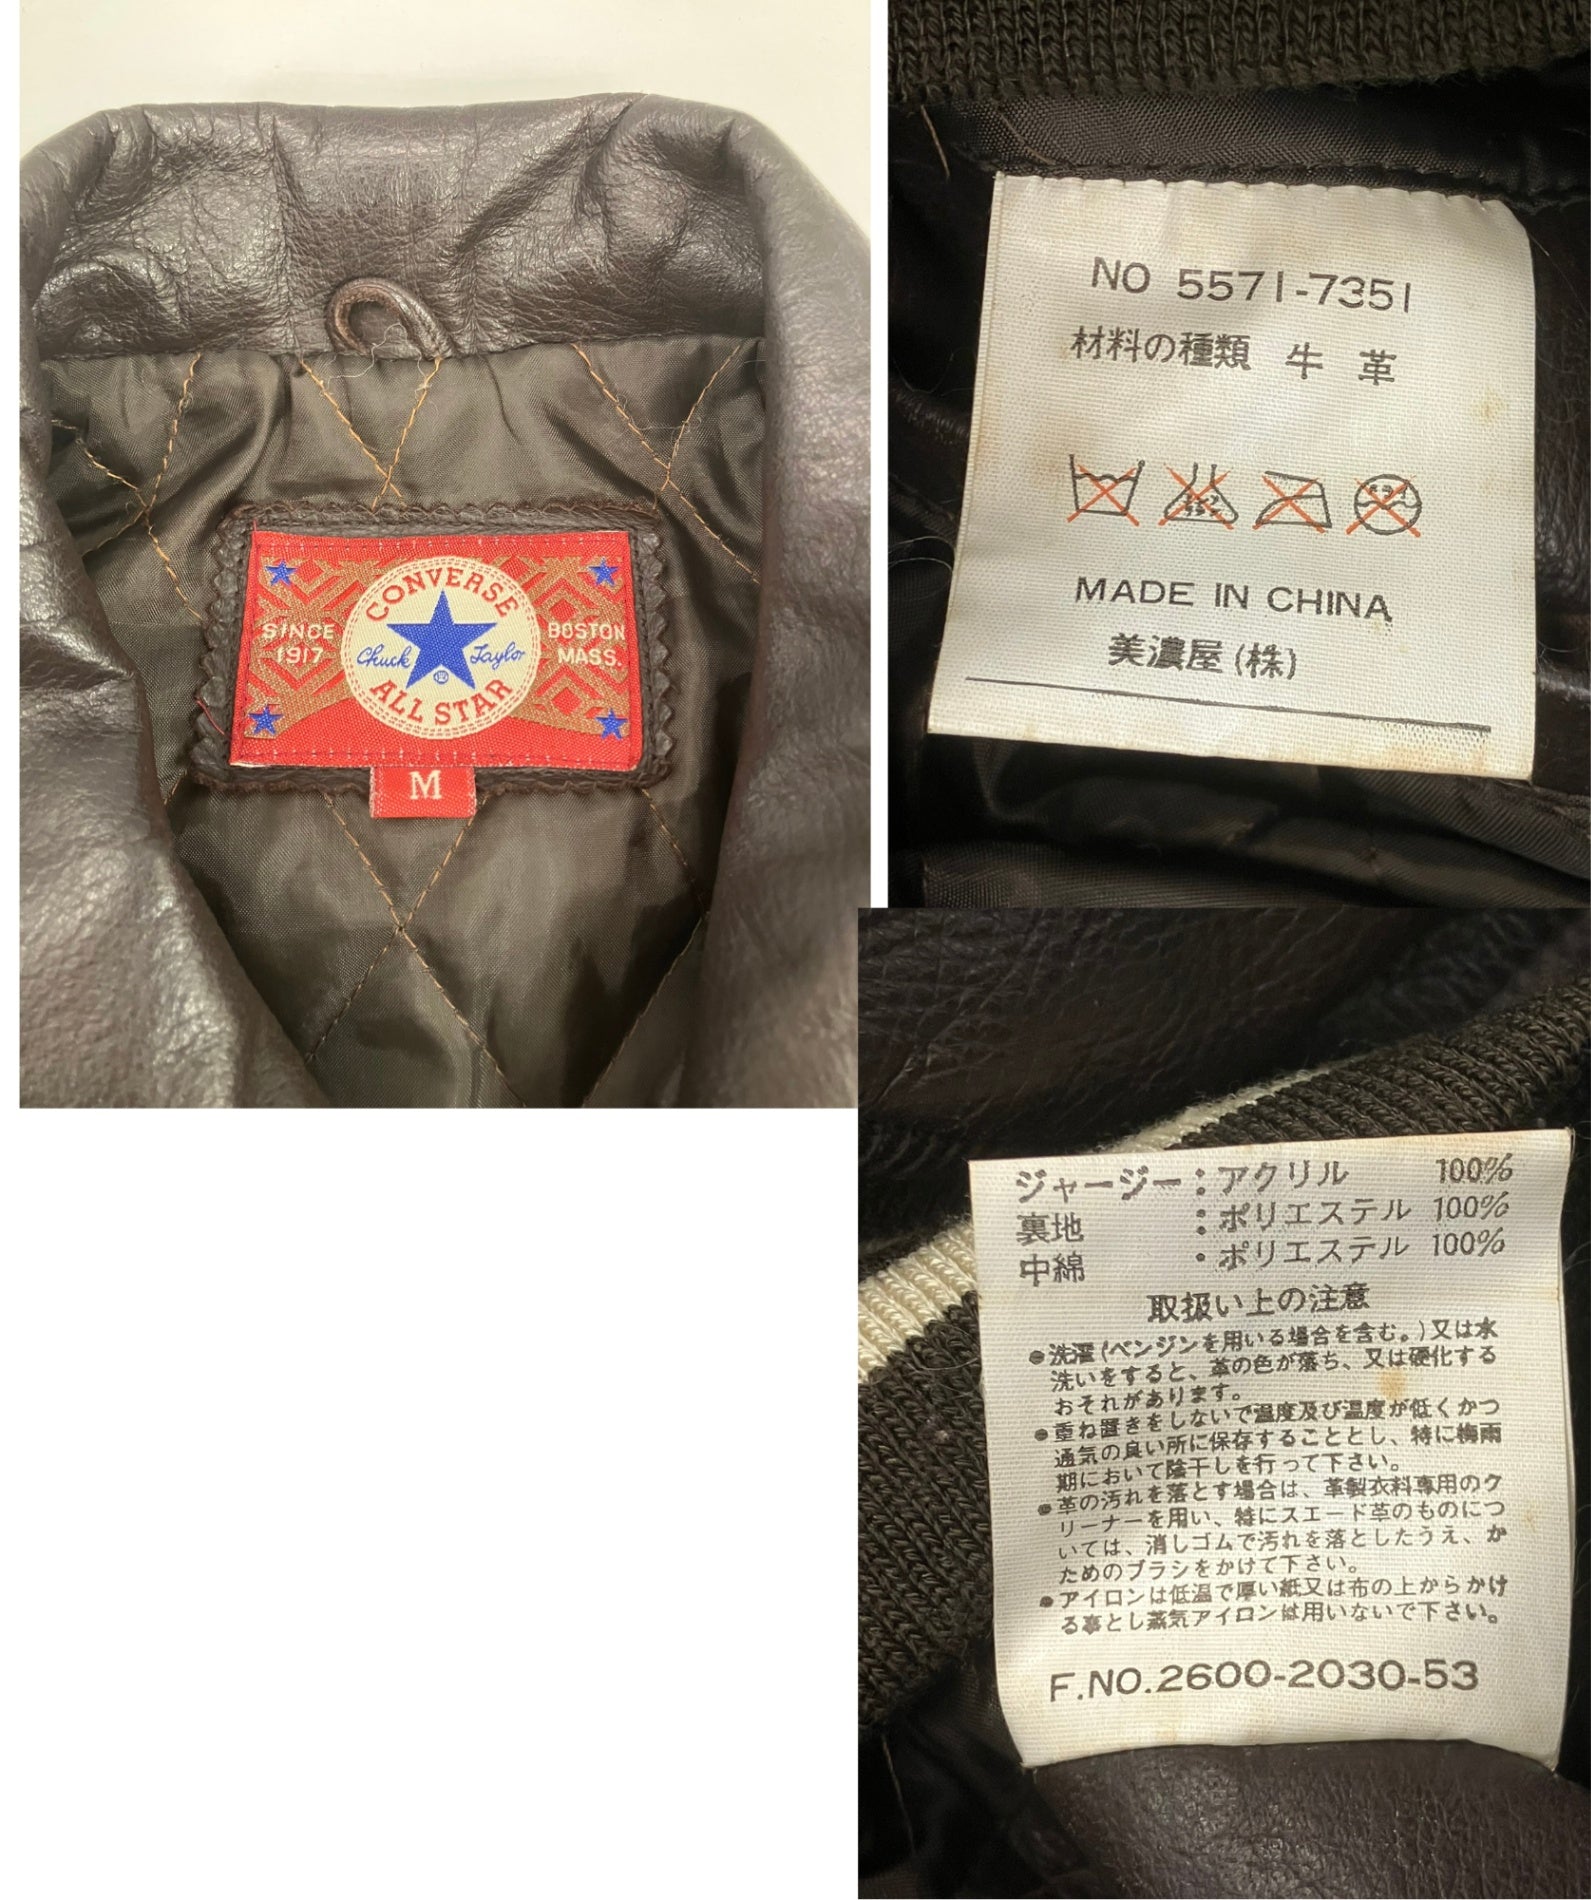 CONVERSE
SINCE
1917
Chuck Taylor
BOSTON
MASS.
ALL STAR
M
NO 5571-7351
材料の種類 牛 革
MADE IN CHINA
美濃屋(株)
ジャージー:アクリル 100%
裏地 :ポリエステル 100%
中綿 :ポリエステル 100%
取扱い上の注意
●洗濯(ベンジンを用いる場合を含む。)又は水
洗いをすると、革の色が落ち、又は硬化する
おそれがあります。
●重ね置きをしないで温度及び温度が低くかつ
通気の良い所に保存することとし、特に梅雨
期において陰干しを行って下さい。
●革の汚れを落とす場合は、革製衣料専用のク
リーナーを用い、特にスエード革のものにつ
いては、消しゴムで汚れを落としたうえ、か
ためのブラシをかけて下さい。
●アイロンは低温で厚い紙又は布の上からかけ
る事とし蒸気アイロンは用いないで下さい。
F.NO.2600-2030-53